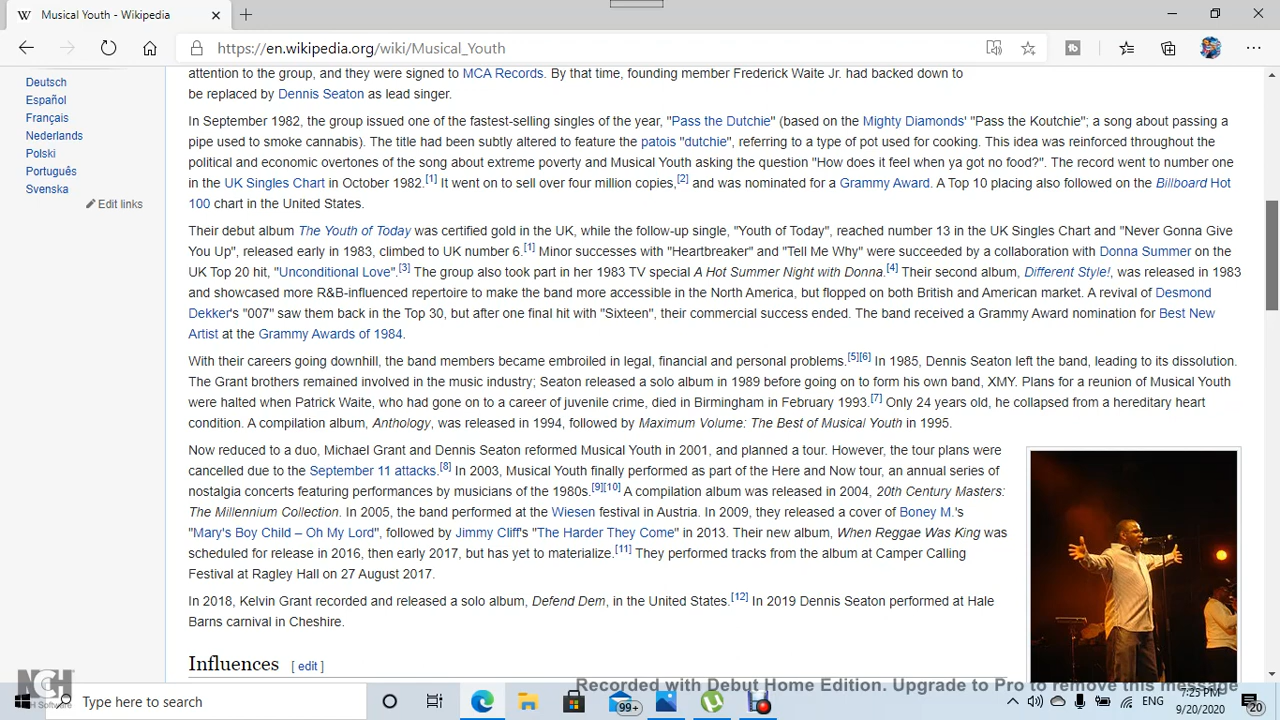 Musical Youth - Wikipedia
https://en.wikipedia.org/wiki/Musical_Youth
Deutsch
Español
Français
Nederlands
Polski
Português
Svenska
Edit links
attention to the group, and they were signed to MCA Records. By that time, founding member Frederick Waite Jr. had backed down to
be replaced by Dennis Seaton as lead singer.
In September 1982, the group issued one of the fastest-selling singles of the year, "Pass the Dutchie" (based on the Mighty Diamonds' "Pass the Koutchie"; a song about passing a
pipe used to smoke cannabis). The title had been subtly altered to feature the patois "dutchie", referring to a type of pot used for cooking. This idea was reinforced throughout the
political and economic overtones of the song about extreme poverty and Musical Youth asking the question "How does it feel when ya got no food?". The record went to number one
in the UK Singles Chart in October 1982.[1] It went on to sell over four million copies,[2] and was nominated for a Grammy Award. A Top 10 placing also followed on the Billboard Hot
100 chart in the United States.
Their debut album The Youth of Today was certified gold in the UK, while the follow-up single, "Youth of Today", reached number 13 in the UK Singles Chart and "Never Gonna Give
You Up", released early in 1983, climbed to UK number 6.[1] Minor successes with "Heartbreaker" and "Tell Me Why" were succeeded by a collaboration with Donna Summer on the
UK Top 20 hit, "Unconditional Love".[3] The group also took part in her 1983 TV special A Hot Summer Night with Donna.[4] Their second album, Different Style!, was released in 1983
and showcased more R&B-influenced repertoire to make the band more accessible in the North America, but flopped on both British and American market. A revival of Desmond
Dekker's "007" saw them back in the Top 30, but after one final hit with "Sixteen", their commercial success ended. The band received a Grammy Award nomination for Best New
Artist at the Grammy Awards of 1984.
With their careers going downhill, the band members became embroiled in legal, financial and personal problems.[5][6] In 1985, Dennis Seaton left the band, leading to its dissolution.
The Grant brothers remained involved in the music industry; Seaton released a solo album in 1989 before going on to form his own band, XMY. Plans for a reunion of Musical Youth
were halted when Patrick Waite, who had gone on to a career of juvenile crime, died in Birmingham in February 1993.[7] Only 24 years old, he collapsed from a hereditary heart
condition. A compilation album, Anthology, was released in 1994, followed by Maximum Volume: The Best of Musical Youth in 1995.
Now reduced to a duo, Michael Grant and Dennis Seaton reformed Musical Youth in 2001, and planned a tour. However, the tour plans were
cancelled due to the September 11 attacks.[8] In 2003, Musical Youth finally performed as part of the Here and Now tour, an annual series of
nostalgia concerts featuring performances by musicians of the 1980s.[9][10] A compilation album was released in 2004, 20th Century Masters:
The Millennium Collection. In 2005, the band performed at the Wiesen festival in Austria. In 2009, they released a cover of Boney M.'s
"Mary's Boy Child – Oh My Lord", followed by Jimmy Cliff's "The Harder They Come" in 2013. Their new album, When Reggae Was King was
scheduled for release in 2016, then early 2017, but has yet to materialize.[11] They performed tracks from the album at Camper Calling
Festival at Ragley Hall on 27 August 2017.
In 2018, Kelvin Grant recorded and released a solo album, Defend Dem, in the United States.[12] In 2019 Dennis Seaton performed at Hale
Barns carnival in Cheshire.
Influences [ edit ]
Recorded with Debut Home Edition. Upgrade to Pro to remove this message
NCH
NCH Software
Type here to search
99+
ENG
7:25 PM
9/20/2020
20